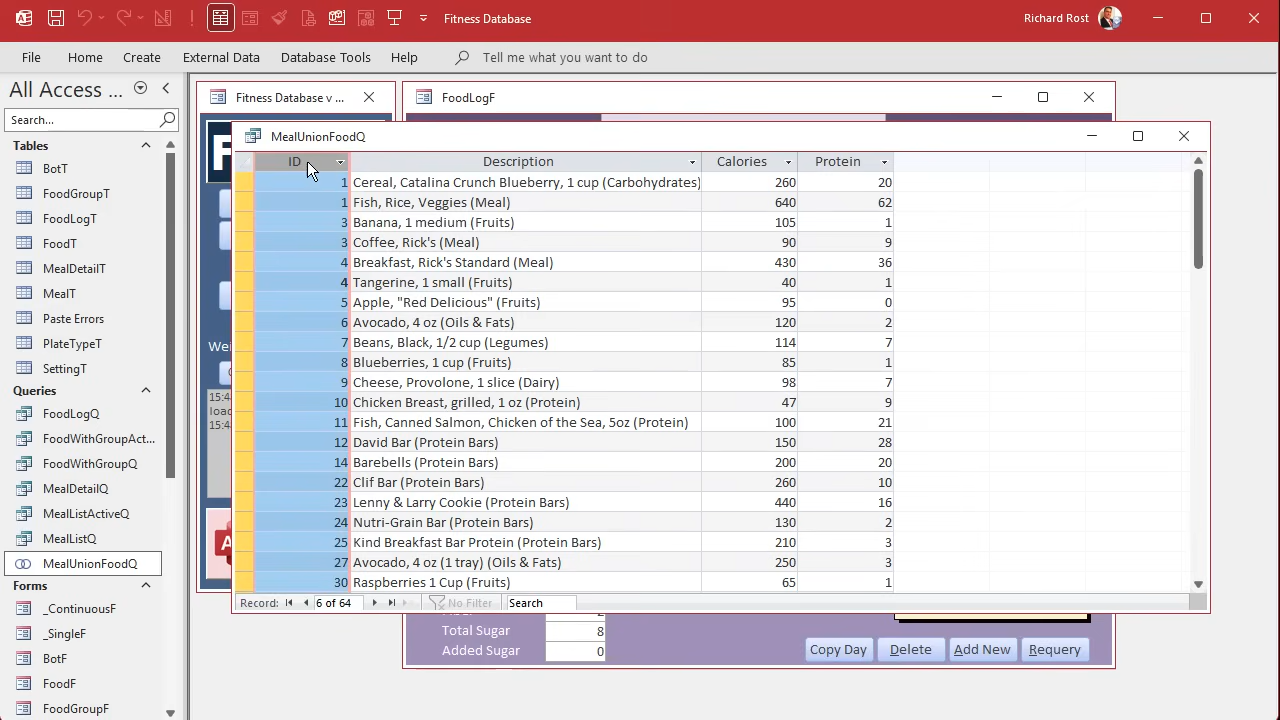 Fitness Database
Richard Rost
File Home Create External Data Database Tools Help Tell me what you want to do
All Access ...
Search...
Tables
BotT
FoodGroupT
FoodLogT
FoodT
MealDetailT
MealT
Paste Errors
PlateTypeT
SettingT
Queries
FoodLogQ
FoodWithGroupAct...
FoodWithGroupQ
MealDetailQ
MealListActiveQ
MealListQ
MealUnionFoodQ
Forms
_ContinuousF
_SingleF
BotF
FoodF
FoodGroupF
Fitness Database v ...
FoodLogF
MealUnionFoodQ
ID Description Calories Protein
1 Cereal, Catalina Crunch Blueberry, 1 cup (Carbohydrates) 260 20
1 Fish, Rice, Veggies (Meal) 640 62
3 Banana, 1 medium (Fruits) 105 1
3 Coffee, Rick's (Meal) 90 9
4 Breakfast, Rick's Standard (Meal) 430 36
4 Tangerine, 1 small (Fruits) 40 1
5 Apple, "Red Delicious" (Fruits) 95 0
6 Avocado, 4 oz (Oils & Fats) 120 2
7 Beans, Black, 1/2 cup (Legumes) 114 7
8 Blueberries, 1 cup (Fruits) 85 1
9 Cheese, Provolone, 1 slice (Dairy) 98 7
10 Chicken Breast, grilled, 1 oz (Protein) 47 9
11 Fish, Canned Salmon, Chicken of the Sea, 5oz (Protein) 100 21
12 David Bar (Protein Bars) 150 28
14 Barebells (Protein Bars) 200 20
22 Clif Bar (Protein Bars) 260 10
23 Lenny & Larry Cookie (Protein Bars) 440 16
24 Nutri-Grain Bar (Protein Bars) 130 2
25 Kind Breakfast Bar Protein (Protein Bars) 210 3
27 Avocado, 4 oz (1 tray) (Oils & Fats) 250 3
30 Raspberries 1 Cup (Fruits) 65 1
Record: 6 of 64 No Filter Search
Total Sugar 8
Added Sugar 0
Copy Day Delete Add New Requery